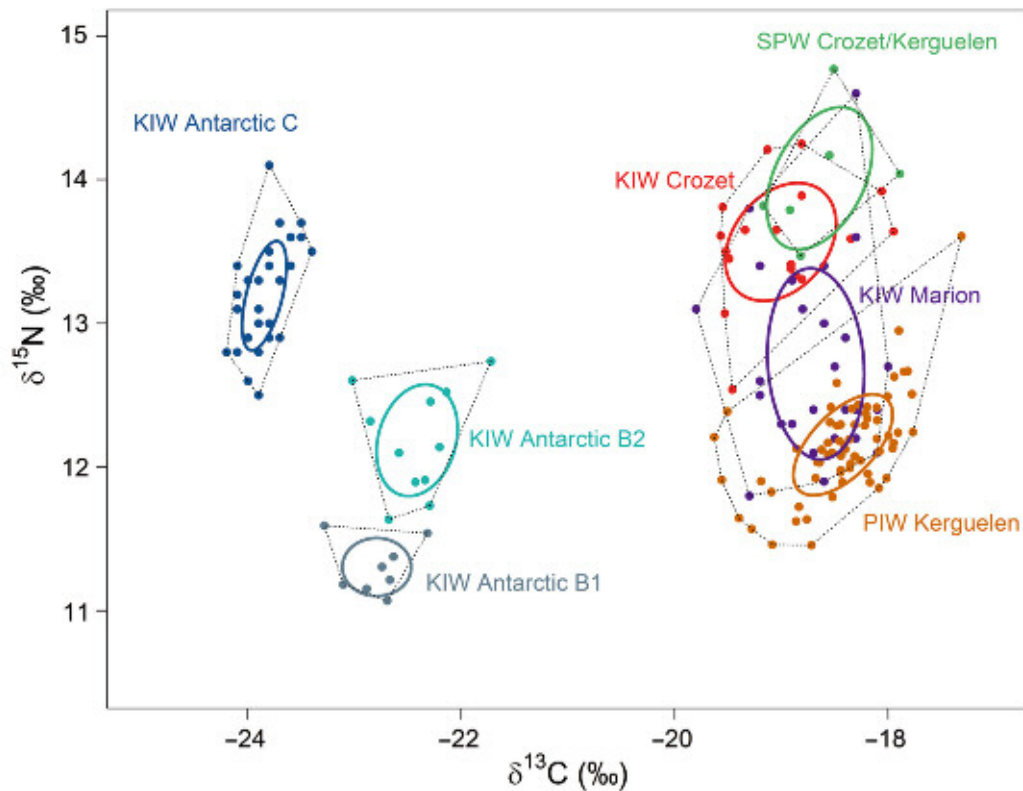 15
14
13
12
11
δ15N (‰)
SPW Crozet/Kerguelen
KIW Antarctic C
KIW Crozet
KIW Marion
KIW Antarctic B2
PIW Kerguelen
KIW Antarctic B1
−24
−22
−20
−18
δ13C (‰)